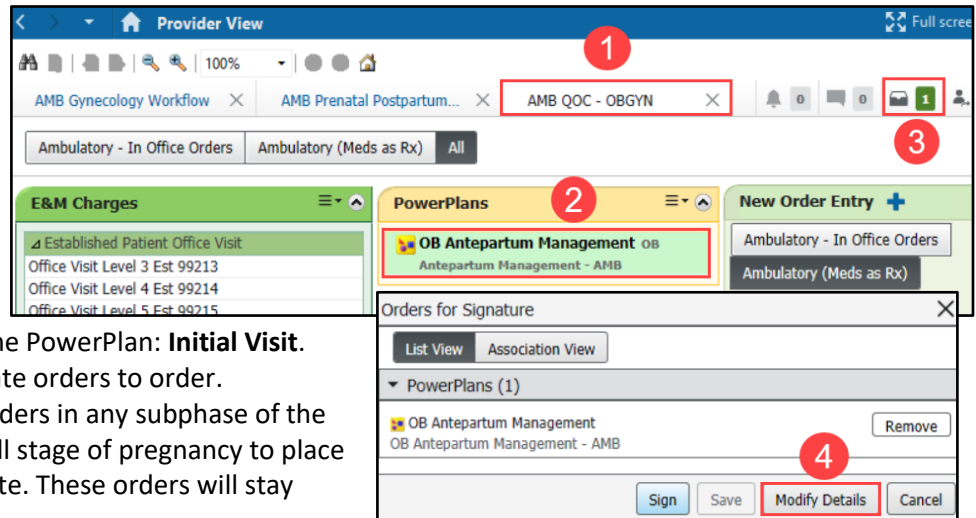 Provider View
Full scree
100%
1
AMB Gynecology Workflow
AMB Prenatal Postpartum...
AMB QOC - OBGYN
0
0
1
3
Ambulatory - In Office Orders
Ambulatory (Meds as Rx)
All
E&M Charges
Established Patient Office Visit
Office Visit Level 3 Est 99213
Office Visit Level 4 Est 99214
Office Visit Level 5 Est 99215
PowerPlans
2
OB Antepartum Management OB
Antepartum Management - AMB
New Order Entry
Ambulatory - In Office Orders
Ambulatory (Meds as Rx)
he PowerPlan: Initial Visit.
ate orders to order.
ders in any subphase of the
ll stage of pregnancy to place
te. These orders will stay
Orders for Signature
List View
Association View
PowerPlans (1)
OB Antepartum Management
OB Antepartum Management - AMB
Remove
4
Sign
Save
Modify Details
Cancel